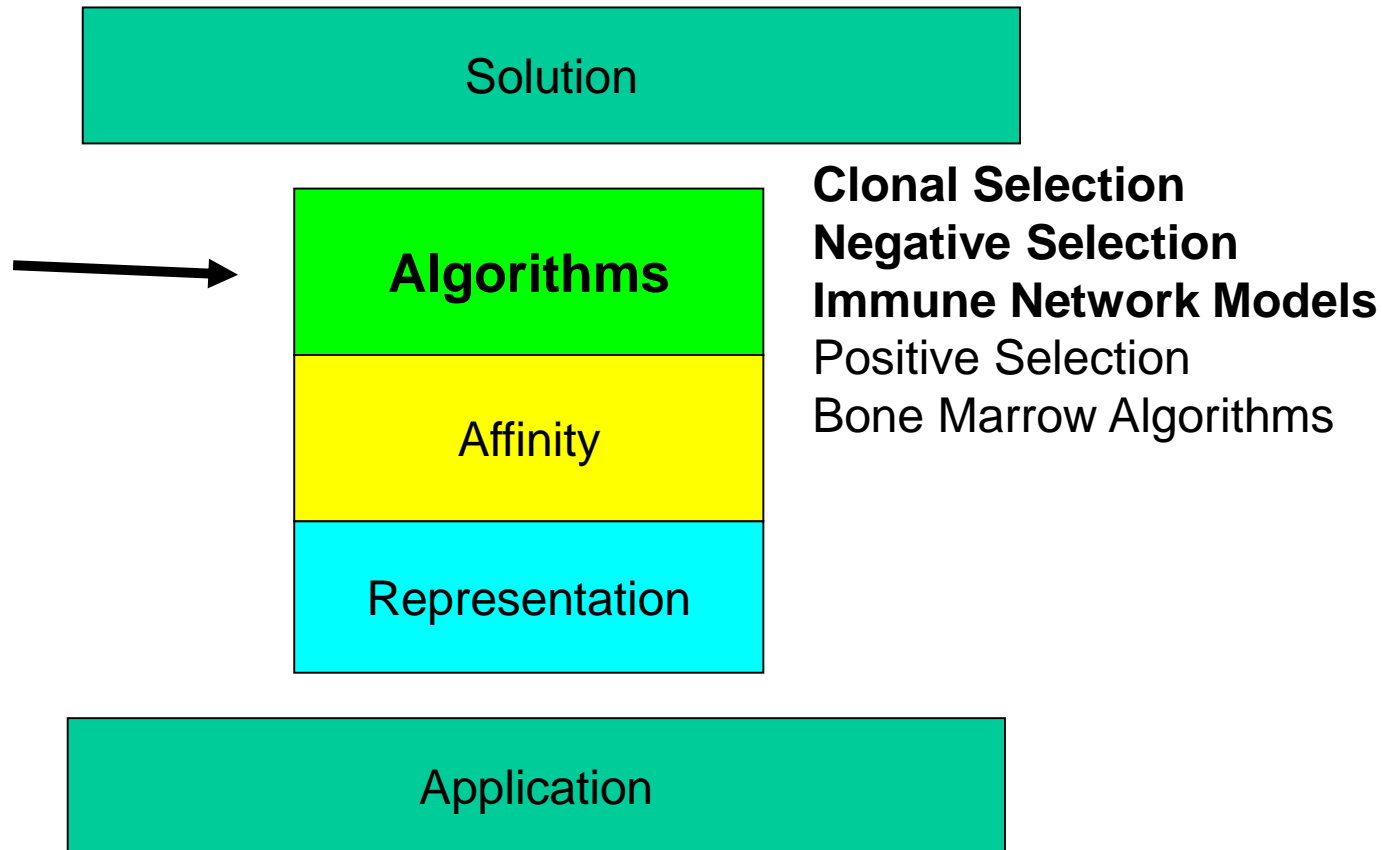 Solution
Algorithms
Clonal Selection
Negative Selection
Immune Network Models
Positive Selection
Bone Marrow Algorithms
Affinity
Representation
Application